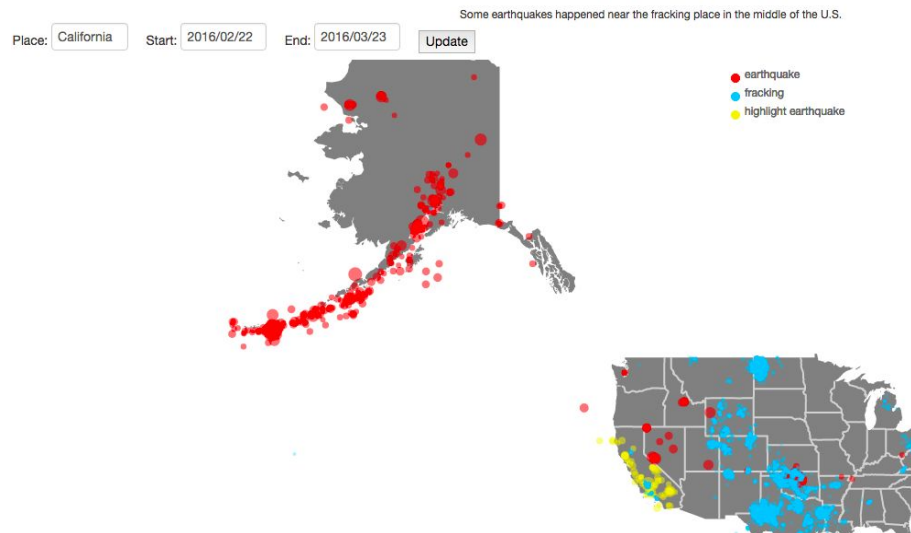 Some earthquakes happened near the fracking place in the middle of the U.S.
Place: California Start: 2016/02/22 End: 2016/03/23 Update
earthquake
fracking
highlight earthquake